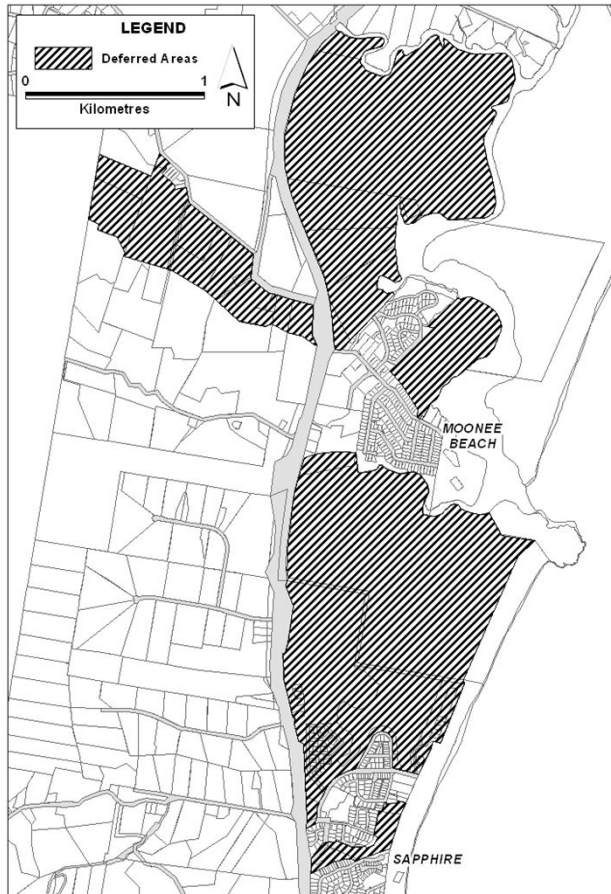 LEGEND
Deferred Areas
0 1
Kilometres
N
MOONEE
BEACH
SAPPHIRE